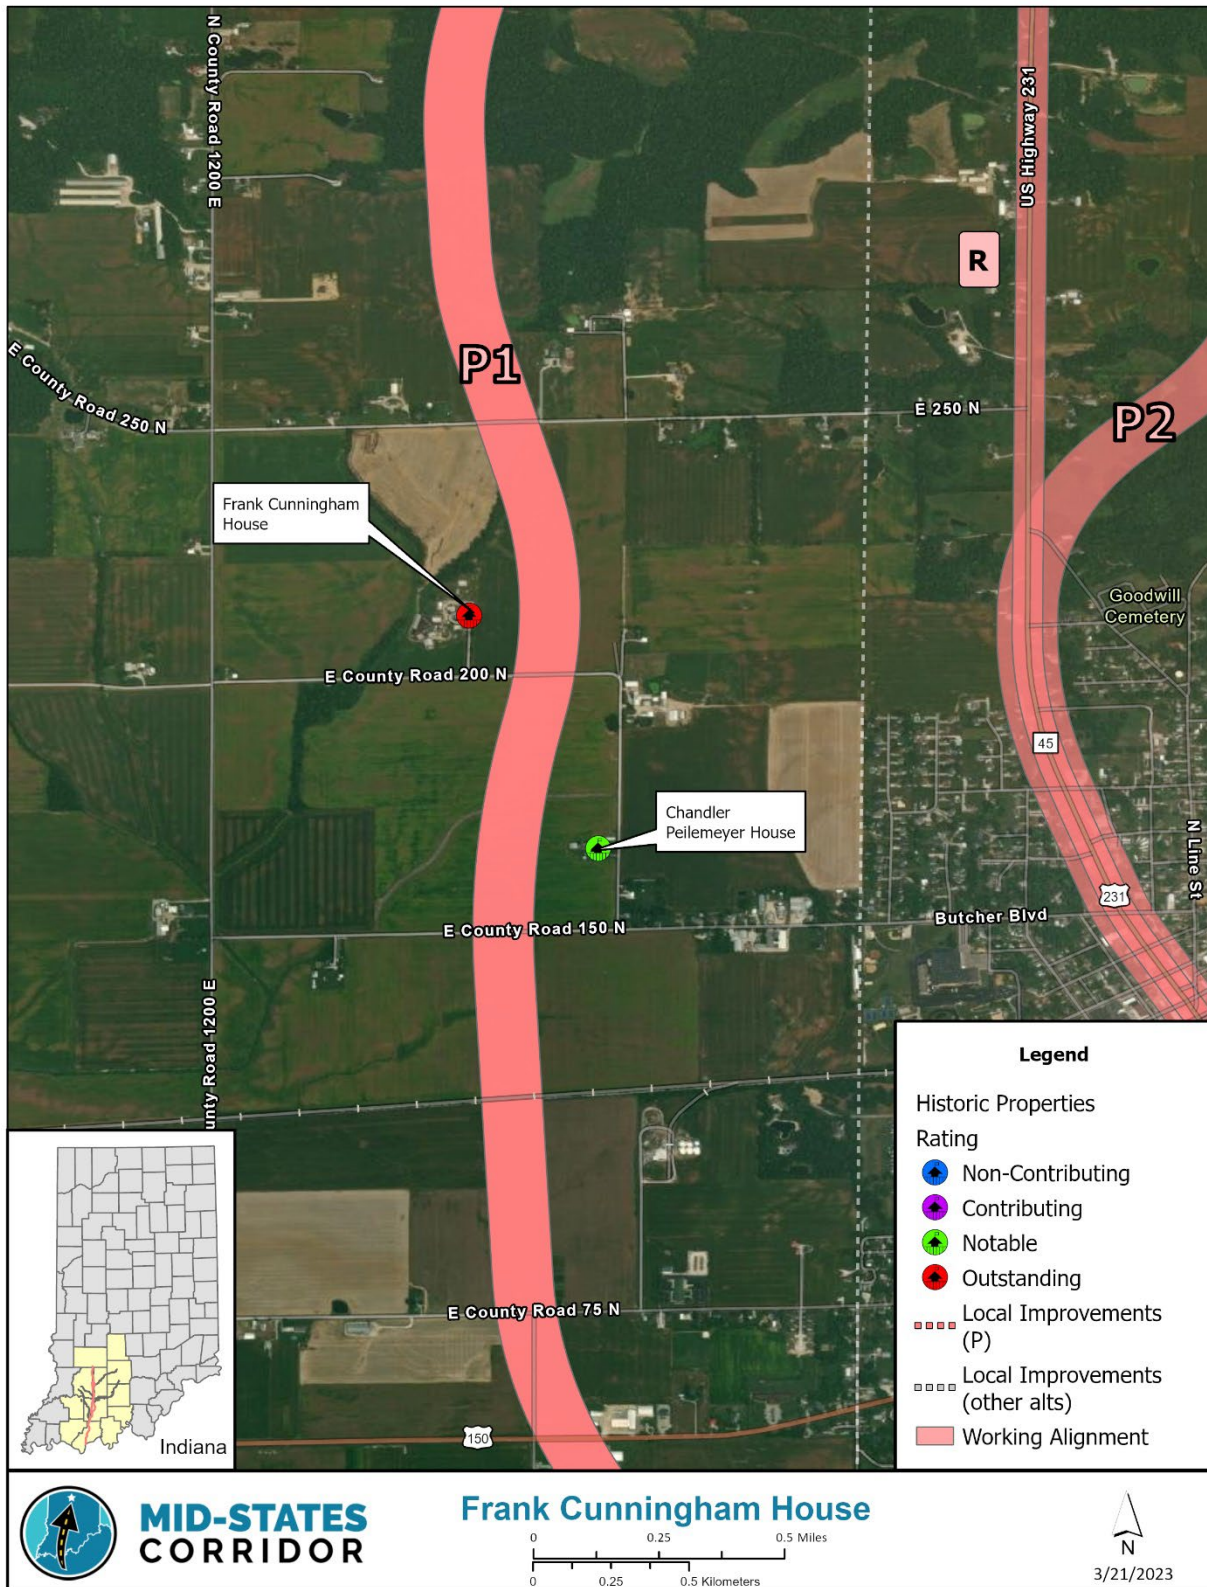 N County Road 1200 E
US Highway 231
R
P1
E County Road 250 N
E 250 N
P2
Frank Cunningham
House
Goodwill
Cemetery
E County Road 200 N
45
Chandler
Peilemeyer House
N Line St
231
Butcher Blvd
E County Road 150 N
unty Road 1200 E
E County Road 75 N
150
Indiana
Legend
Historic Properties
Rating
Non-Contributing
Contributing
Notable
Outstanding
Local Improvements
(P)
Local Improvements
(other alts)
Working Alignment
MID-STATES
CORRIDOR
Frank Cunningham House
0 0.25 0.5 Miles
0 0.25 0.5 Kilometers
N
3/21/2023